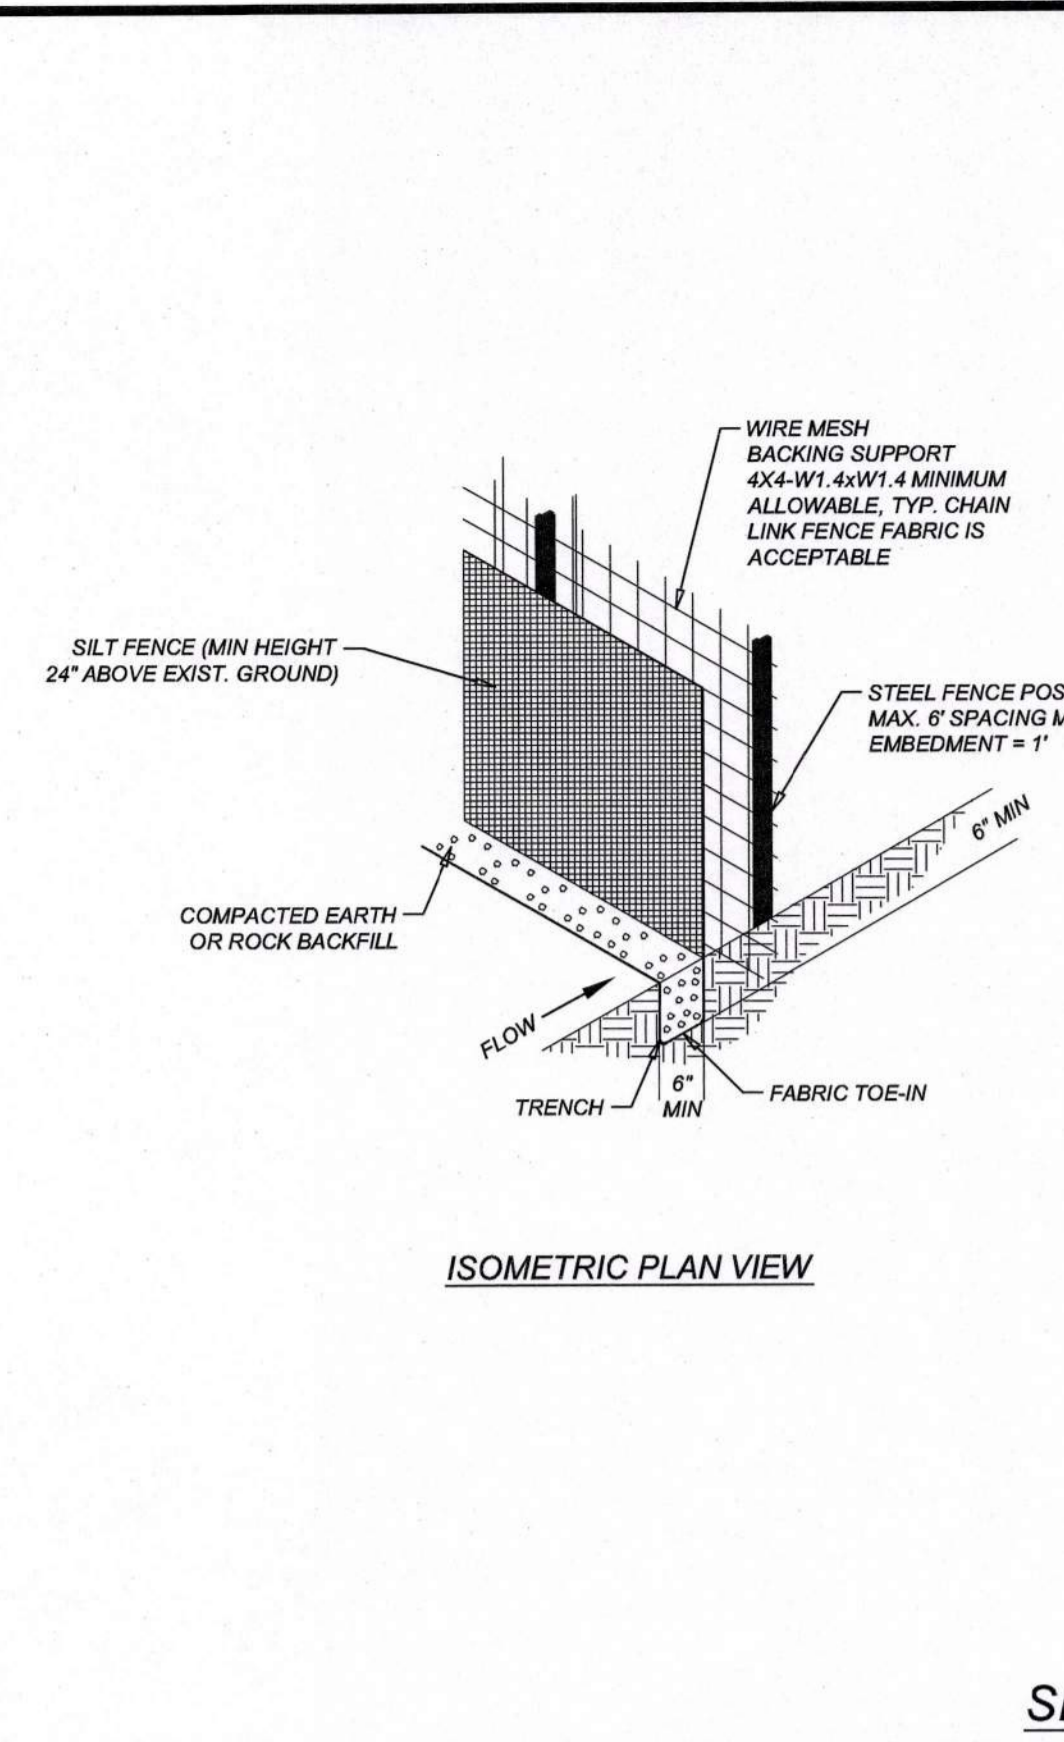 WIRE MESH
BACKING SUPPORT
4X4-W1.4xW1.4 MINIMUM
ALLOWABLE, TYP. CHAIN
LINK FENCE FABRIC IS
ACCEPTABLE
SILT FENCE (MIN HEIGHT
24" ABOVE EXIST. GROUND)
STEEL FENCE
MAX. 6' SPACING
EMBEDMENT = 1'
6" MIN
COMPACTED EARTH
OR ROCK BACKFILL
FLOW
TRENCH
6"
MIN
FABRIC TOE-IN
ISOMETRIC PLAN VIEW